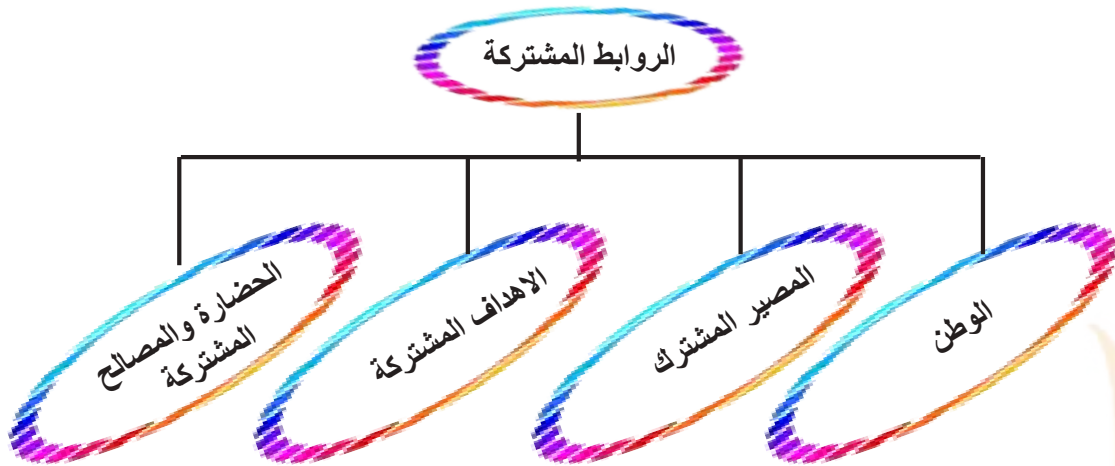 الروابط المشتركة
الوطن
المصير المشترك
الاهداف المشتركة
الحضارة والمصالح
المشتركة